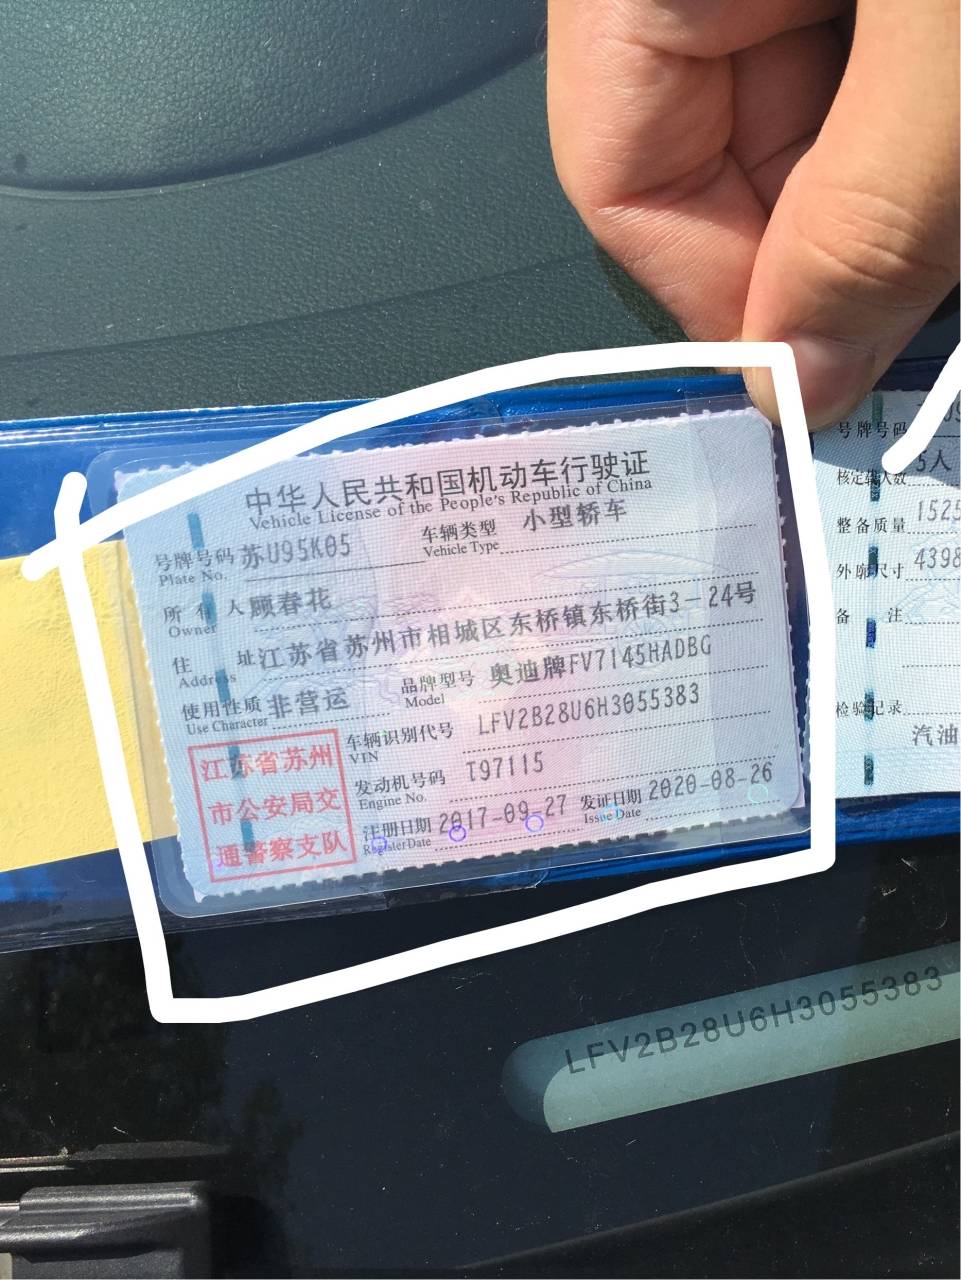 中华人民共和国机动车行驶证
Vehicle License of the People's Republic of China
号牌号码 苏U95K05 车辆类型 小型轿车
Plate No. Vehicle Type
所有人 顾春花
Owner
住址 江苏省苏州市相城区东桥镇东桥街3-24号
Address
使用性质 非营运 品牌型号 奥迪牌FV7145HADBG
Use Character Model
车辆识别代号 LFV2B28U6H3055383
VIN
发动机号码 T97115
Engine No.
注册日期 2017-09-27 发证日期 2020-08-26
Register Date Issue Date
江苏省苏州
市公安局交
通警察支队
号牌号码
核定载人数 5人
整备质量 1525
外廓尺寸 4398
备注
检验记录
汽油
LFV2B28U6H3055383